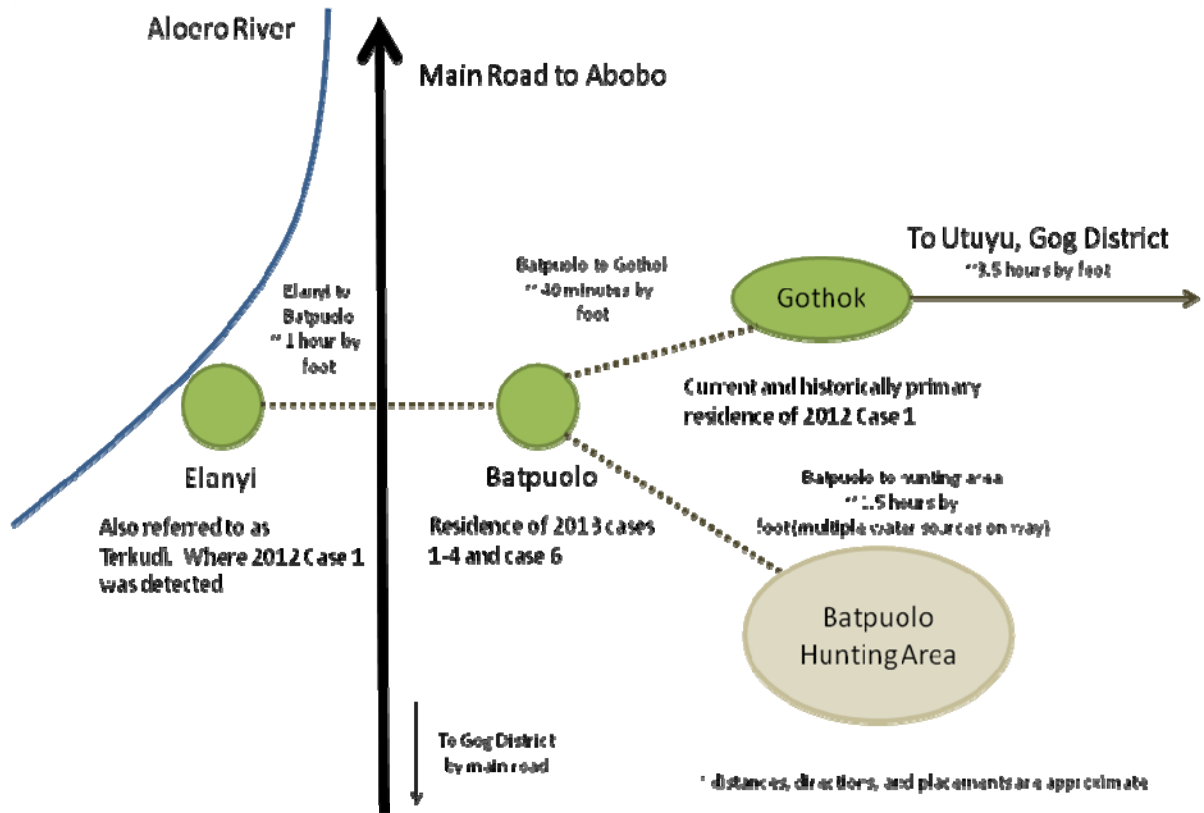 Aloero River
Main Road to Abobo
To Utuyu, Gog District
~3.5 hours by foot
Batpuolo to Gothol
~ 40 minutes by
foot
Gothok
Elanyi to
Batpuolo
~ 1 hour by
foot
Current and historically primary
residence of 2012 Case 1
Elanyi
Batpuolo
Also referred to as
Terkudi. Where 2012 Case 1
was detected
Residence of 2013 cases
1-4 and case 6
Batpuolo to hunting area
~ 1.5 hours by
foot (multiple water sources on way)
Batpuolo
Hunting Area
To Gog District
by main road
* distances, directions, and placements are approximate